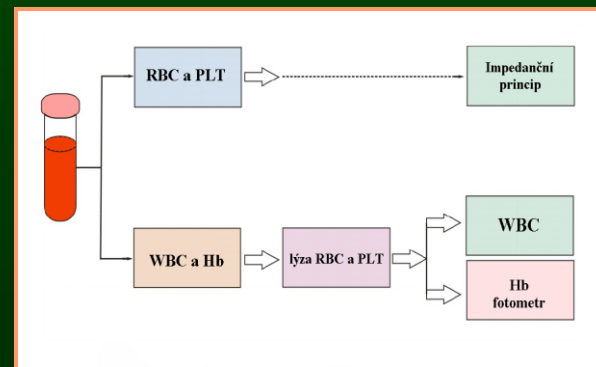 RBC a PLT
Impedanční
princip
WBC a Hb
lýza RBC a PLT
WBC
Hb
fotometr